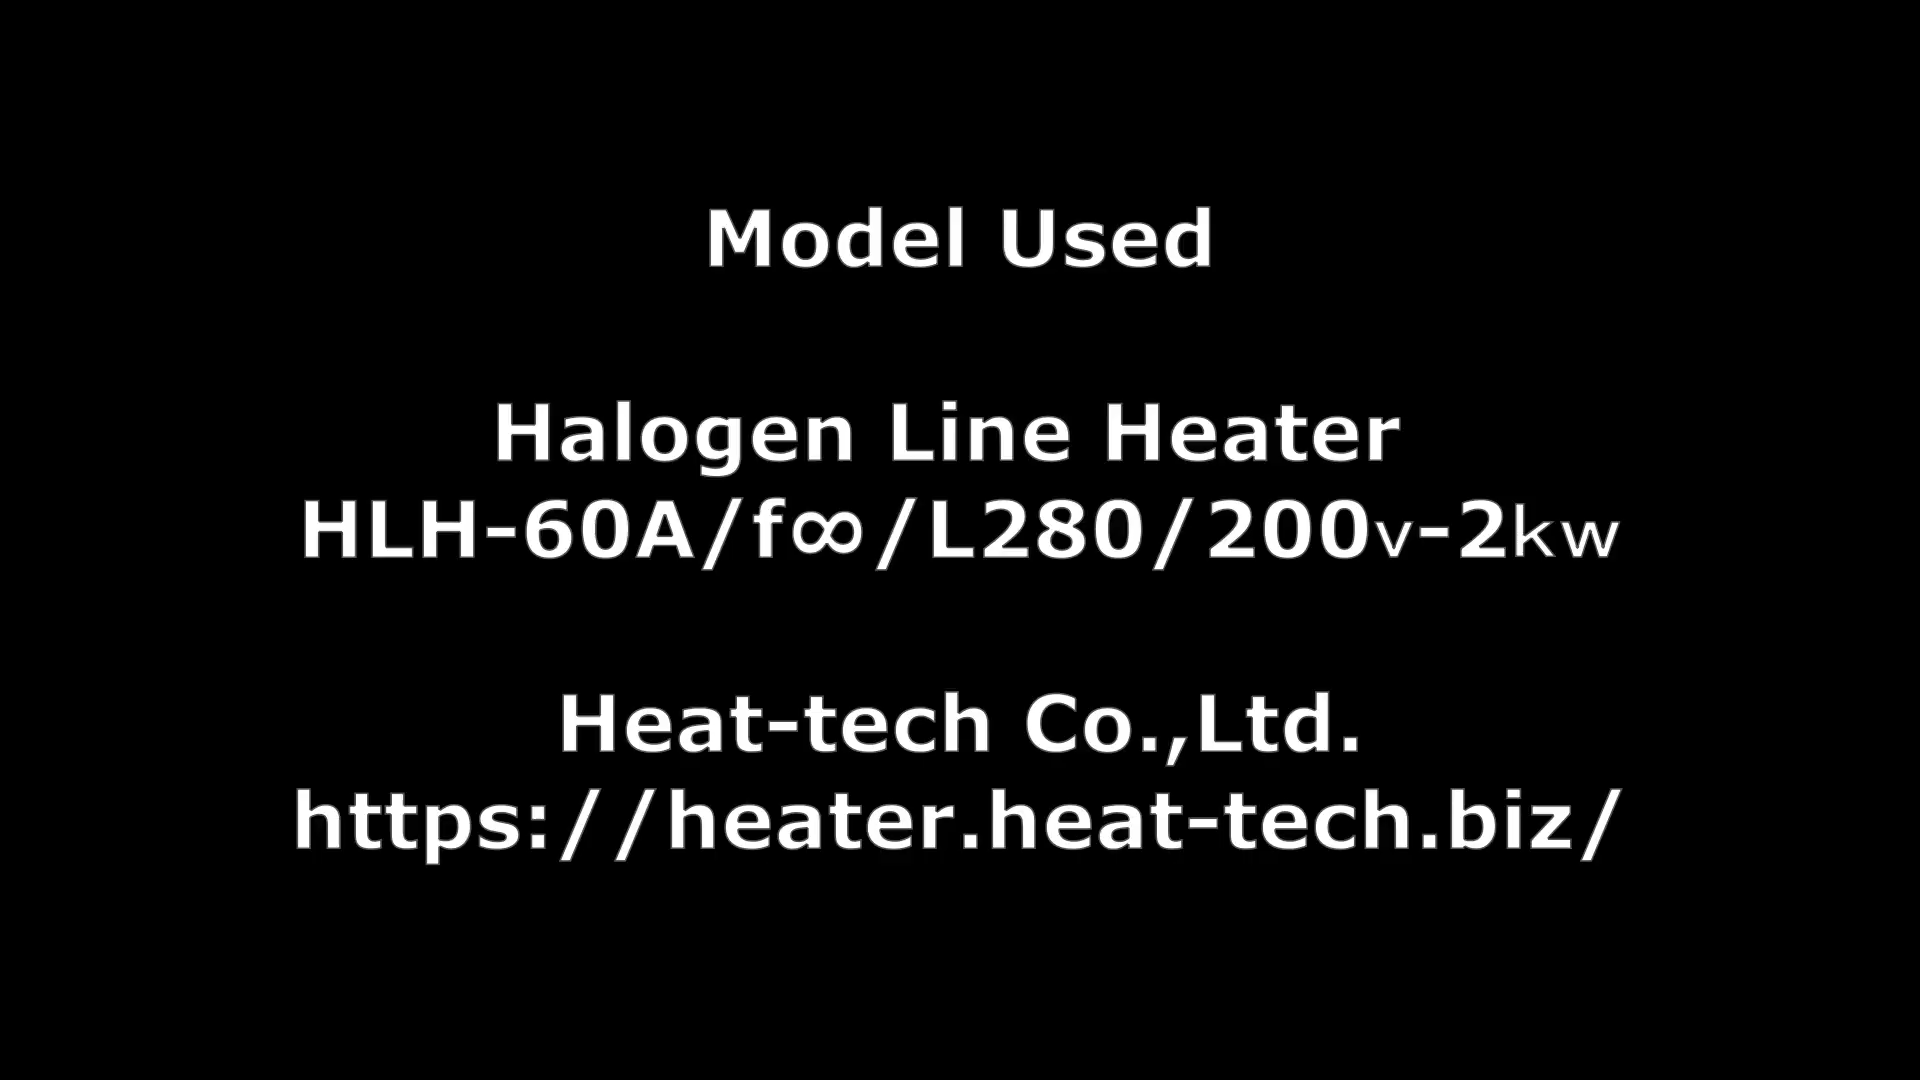 Model Used
Halogen Line Heater
HLH-60A/f∞/L280/200v-2kw
Heat-tech Co.,Ltd.
https://heater.heat-tech.biz/